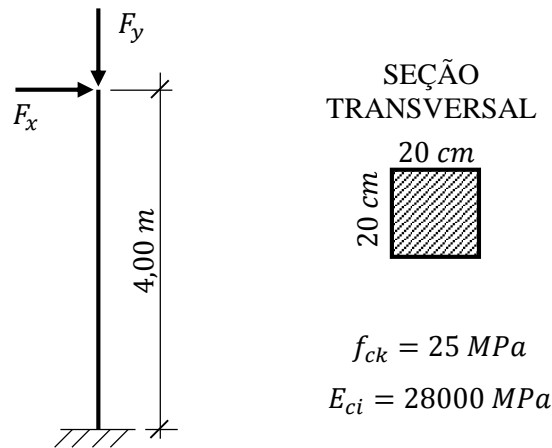 F_y
F_x
4,00 m
SEÇÃO
TRANSVERSAL
20 cm
20 cm
f_ck = 25 MPa
E_ci = 28000 MPa